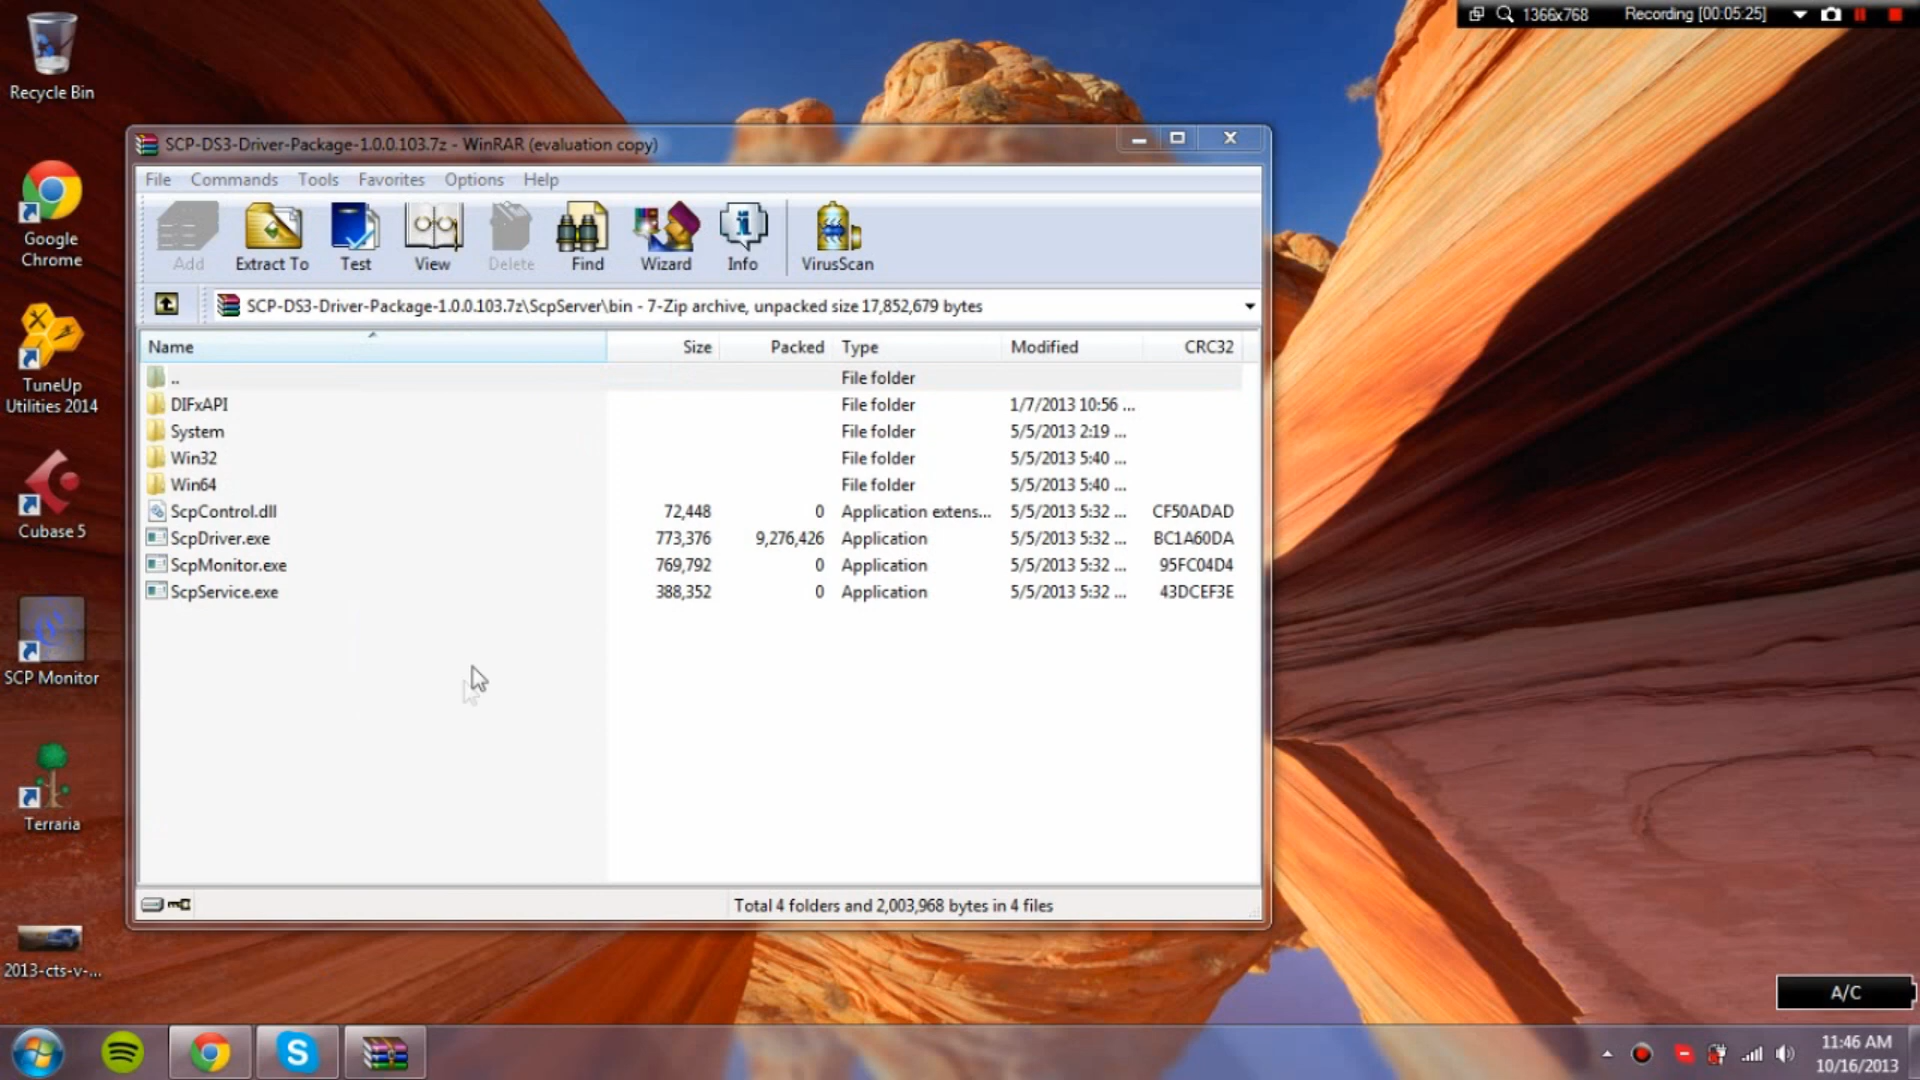 1366x768 Recording [00:05:25]
Recycle Bin
Google
Chrome
TuneUp
Utilities 2014
Cubase 5
SCP Monitor
Terraria
2013-cts-v-...
SCP-DS3-Driver-Package-1.0.0.103.7z - WinRAR (evaluation copy)
File Commands Tools Favorites Options Help
Add Extract To Test View Delete Find Wizard Info VirusScan
SCP-DS3-Driver-Package-1.0.0.103.7z\ScpServer\bin - 7-Zip archive, unpacked size 17,852,679 bytes
Name Size Packed Type Modified CRC32
.. File folder
DIFxAPI File folder 1/7/2013 10:56 ...
System File folder 5/5/2013 2:19 ...
Win32 File folder 5/5/2013 5:40 ...
Win64 File folder 5/5/2013 5:40 ...
ScpControl.dll 72,448 0 Application extens... 5/5/2013 5:32 ... CF50ADAD
ScpDriver.exe 773,376 9,276,426 Application 5/5/2013 5:32 ... BC1A60DA
ScpMonitor.exe 769,792 0 Application 5/5/2013 5:32 ... 95FC04D4
ScpService.exe 388,352 0 Application 5/5/2013 5:32 ... 43DCEF3E
Total 4 folders and 2,003,968 bytes in 4 files
A/C
11:46 AM
10/16/2013